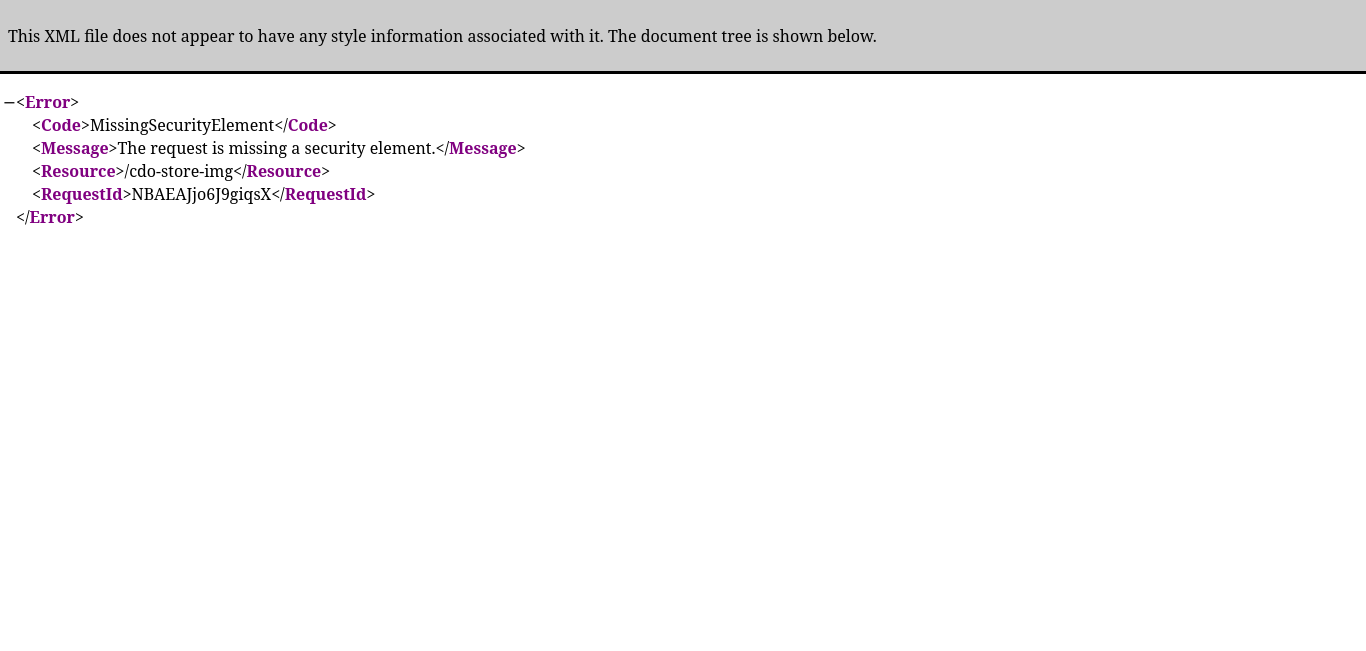 This XML file does not appear to have any style information associated with it. The document tree is shown below.
−<Error>
<Code>MissingSecurityElement</Code>
<Message>The request is missing a security element.</Message>
<Resource>/cdo-store-img</Resource>
<RequestId>NBAEAJjo6J9giqsX</RequestId>
</Error>